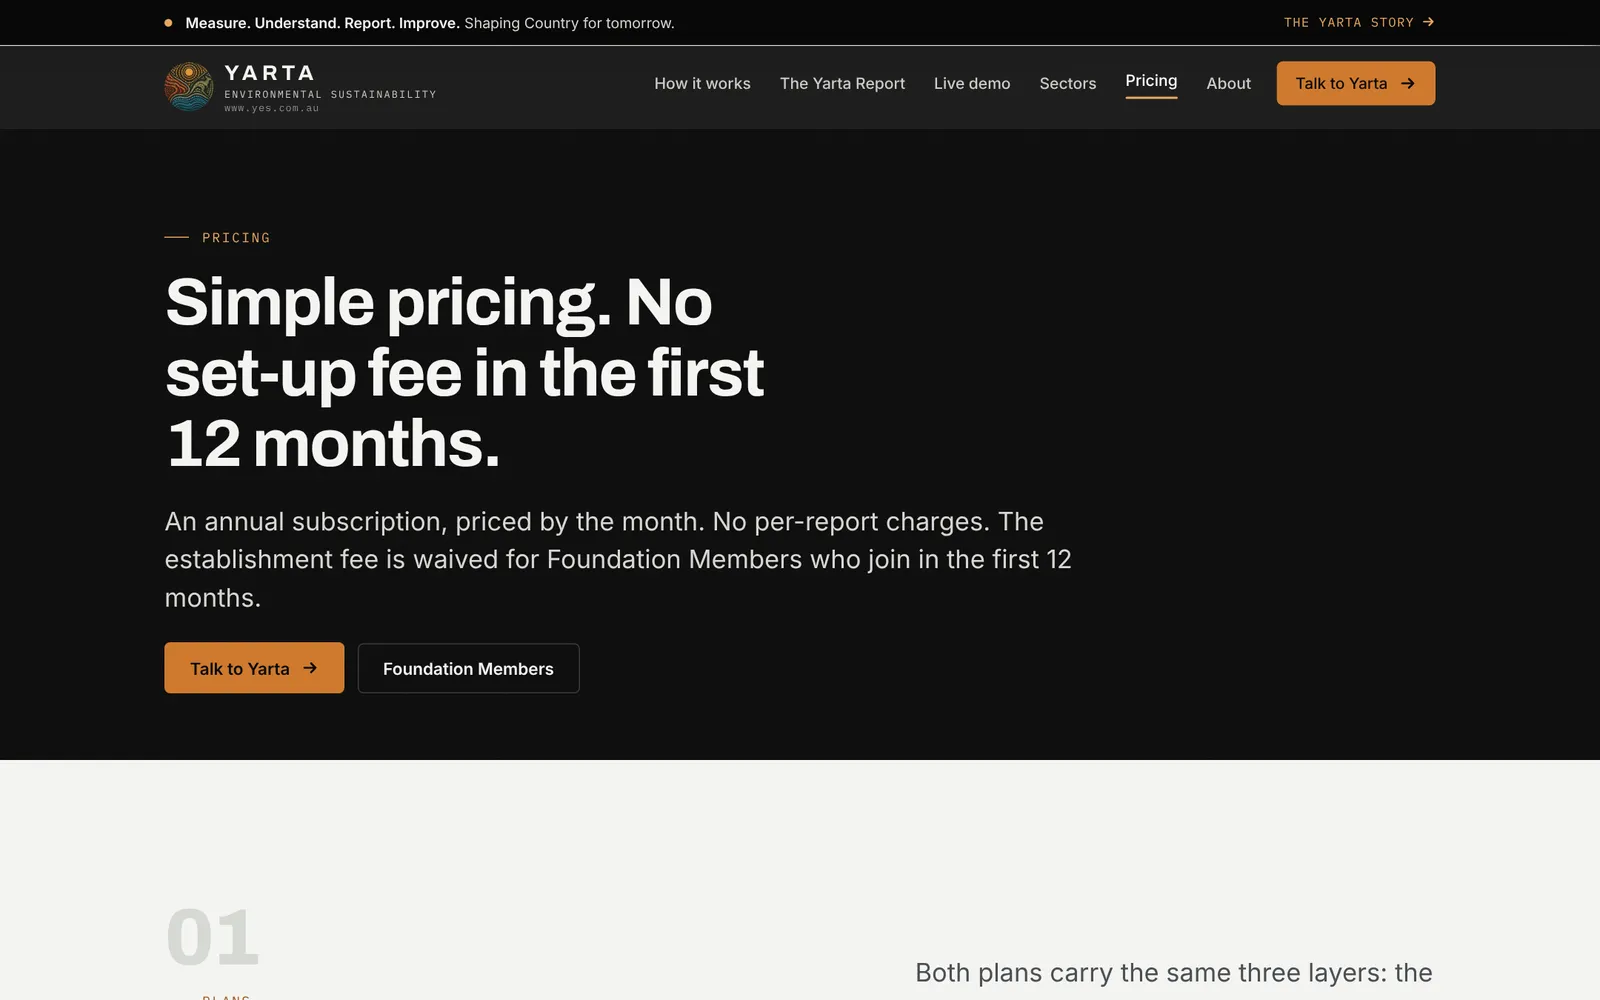 Measure. Understand. Report. Improve. Shaping Country for tomorrow.
THE YARTA STORY →
YARTA
ENVIRONMENTAL SUSTAINABILITY
www.yes.com.au
How it works
The Yarta Report
Live demo
Sectors
Pricing
About
Talk to Yarta →
PRICING
Simple pricing. No
set-up fee in the first
12 months.
An annual subscription, priced by the month. No per-report charges. The
establishment fee is waived for Foundation Members who join in the first 12
months.
Talk to Yarta →
Foundation Members
01
PLANS
Both plans carry the same three layers: the